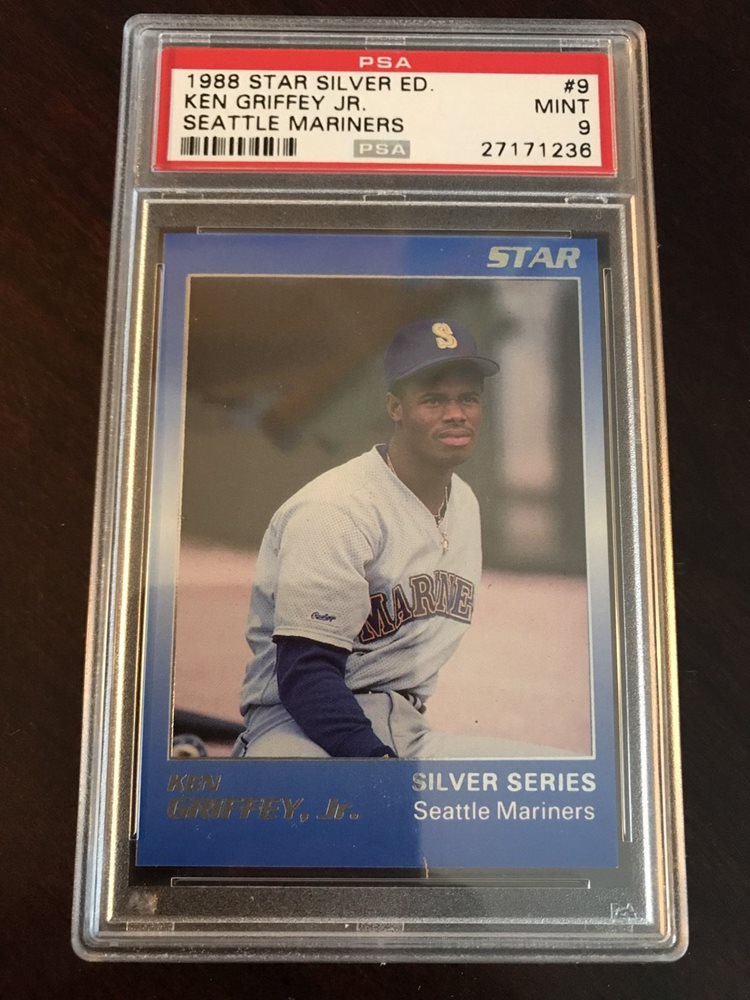 PSA
1988 STAR SILVER ED. #9
KEN GRIFFEY JR. MINT
SEATTLE MARINERS 9
PSA 27171236
STAR
S
Rawlings
MARINE
KEN SILVER SERIES
GRIFFEY, Jr. Seattle Mariners